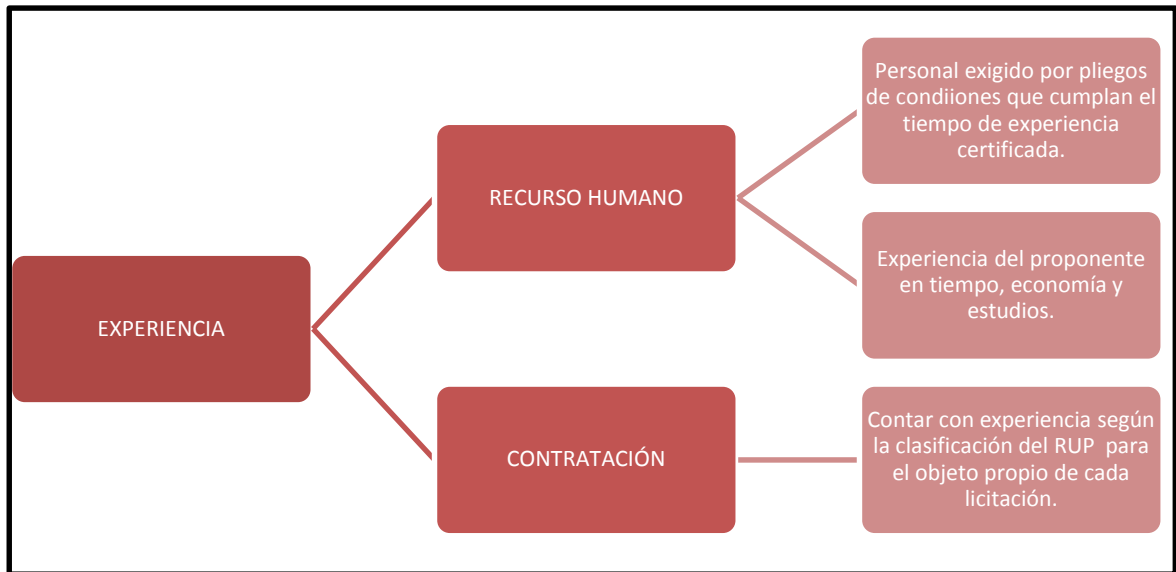 EXPERIENCIA
RECURSO HUMANO
Personal exigido por pliegos
de condiiones que cumplan el
tiempo de experiencia
certificada.
Experiencia del proponente
en tiempo, economía y
estudios.
CONTRATACIÓN
Contar con experiencia según
la clasificación del RUP para
el objeto propio de cada
licitación.